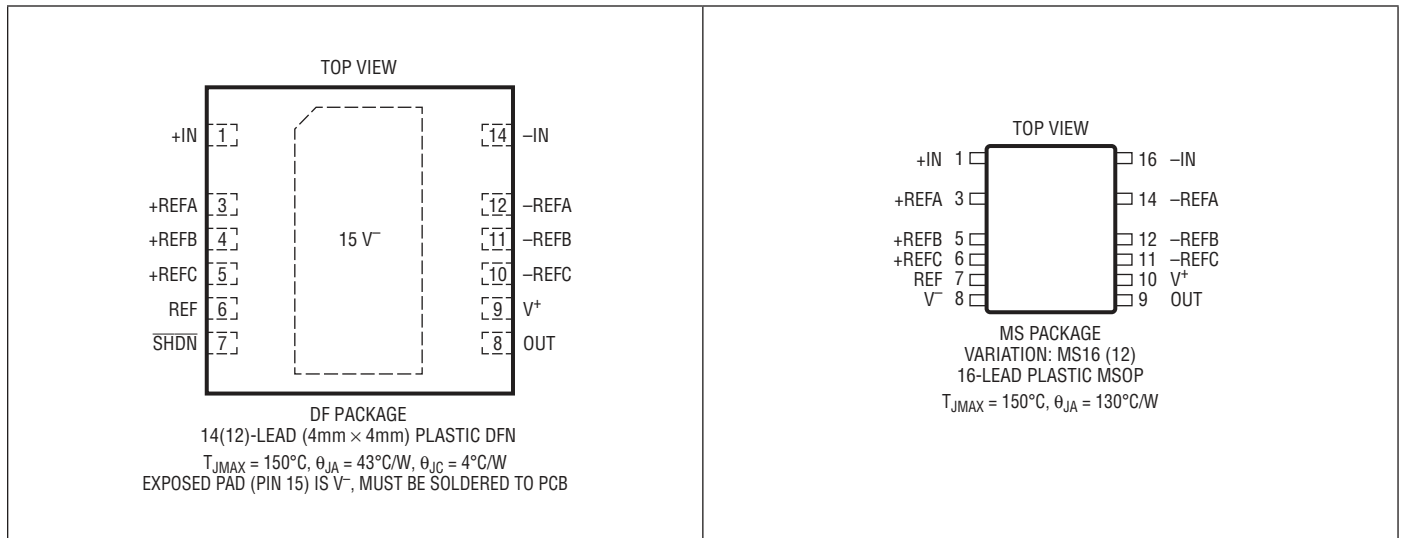 TOP VIEW
+IN 1 14 –IN
+REFA 3 12 –REFA
+REFB 4 15 V– 11 –REFB
+REFC 5 10 –REFC
REF 6 9 V+
SHDN 7 8 OUT
DF PACKAGE
14(12)-LEAD (4mm × 4mm) PLASTIC DFN
TJMAX = 150°C, θJA = 43°C/W, θJC = 4°C/W
EXPOSED PAD (PIN 15) IS V–, MUST BE SOLDERED TO PCB
TOP VIEW
+IN 1 16 –IN
+REFA 3 14 –REFA
+REFB 5 12 –REFB
+REFC 6 11 –REFC
REF 7 10 V+
V– 8 9 OUT
MS PACKAGE
VARIATION: MS16 (12)
16-LEAD PLASTIC MSOP
TJMAX = 150°C, θJA = 130°C/W